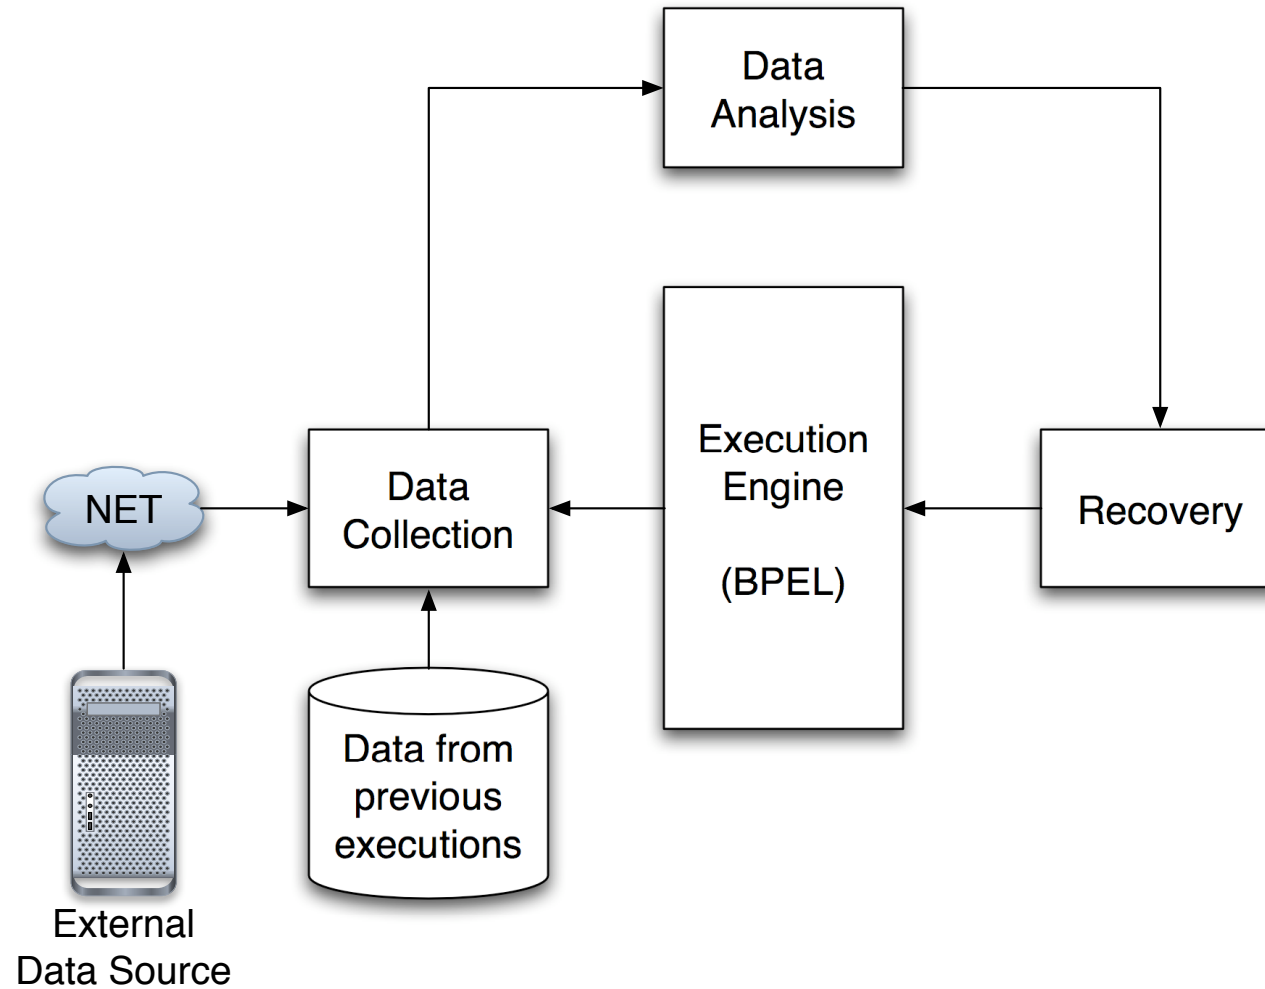 Data
Analysis
Execution
Engine
(BPEL)
Data
Collection
NET
Recovery
Data from
previous
executions
External
Data Source